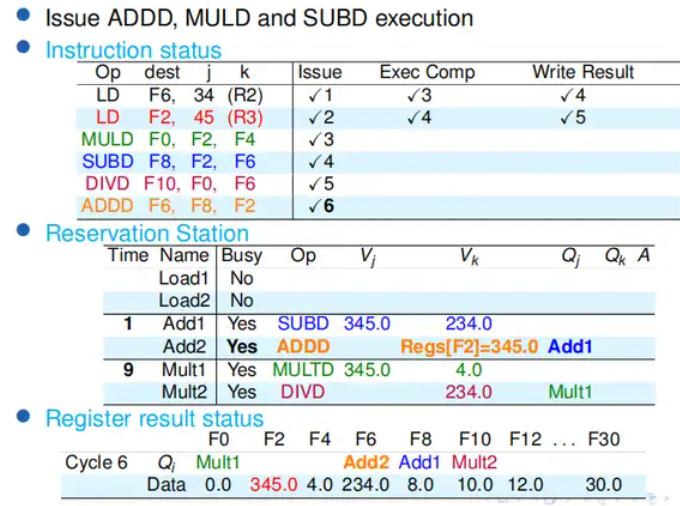 Issue ADDD, MULD and SUBD execution
Instruction status
Op dest j k Issue Exec Comp Write Result
LD F6, 34 (R2) ✓1 ✓3 ✓4
LD F2, 45 (R3) ✓2 ✓4 ✓5
MULD F0, F2, F4 ✓3
SUBD F8, F2, F6 ✓4
DIVD F10, F0, F6 ✓5
ADDD F6, F8, F2 ✓6
Reservation Station
Time Name Busy Op Vj Vk Qj Qk A
Load1 No
Load2 No
1 Add1 Yes SUBD 345.0 234.0
Add2 Yes ADDD Regs[F2]=345.0 Add1
9 Mult1 Yes MULTD 345.0 4.0
Mult2 Yes DIVD 234.0 Mult1
Register result status
F0 F2 F4 F6 F8 F10 F12 ... F30
Cycle 6 Qi Mult1 Add2 Add1 Mult2
Data 0.0 345.0 4.0 234.0 8.0 10.0 12.0 30.0